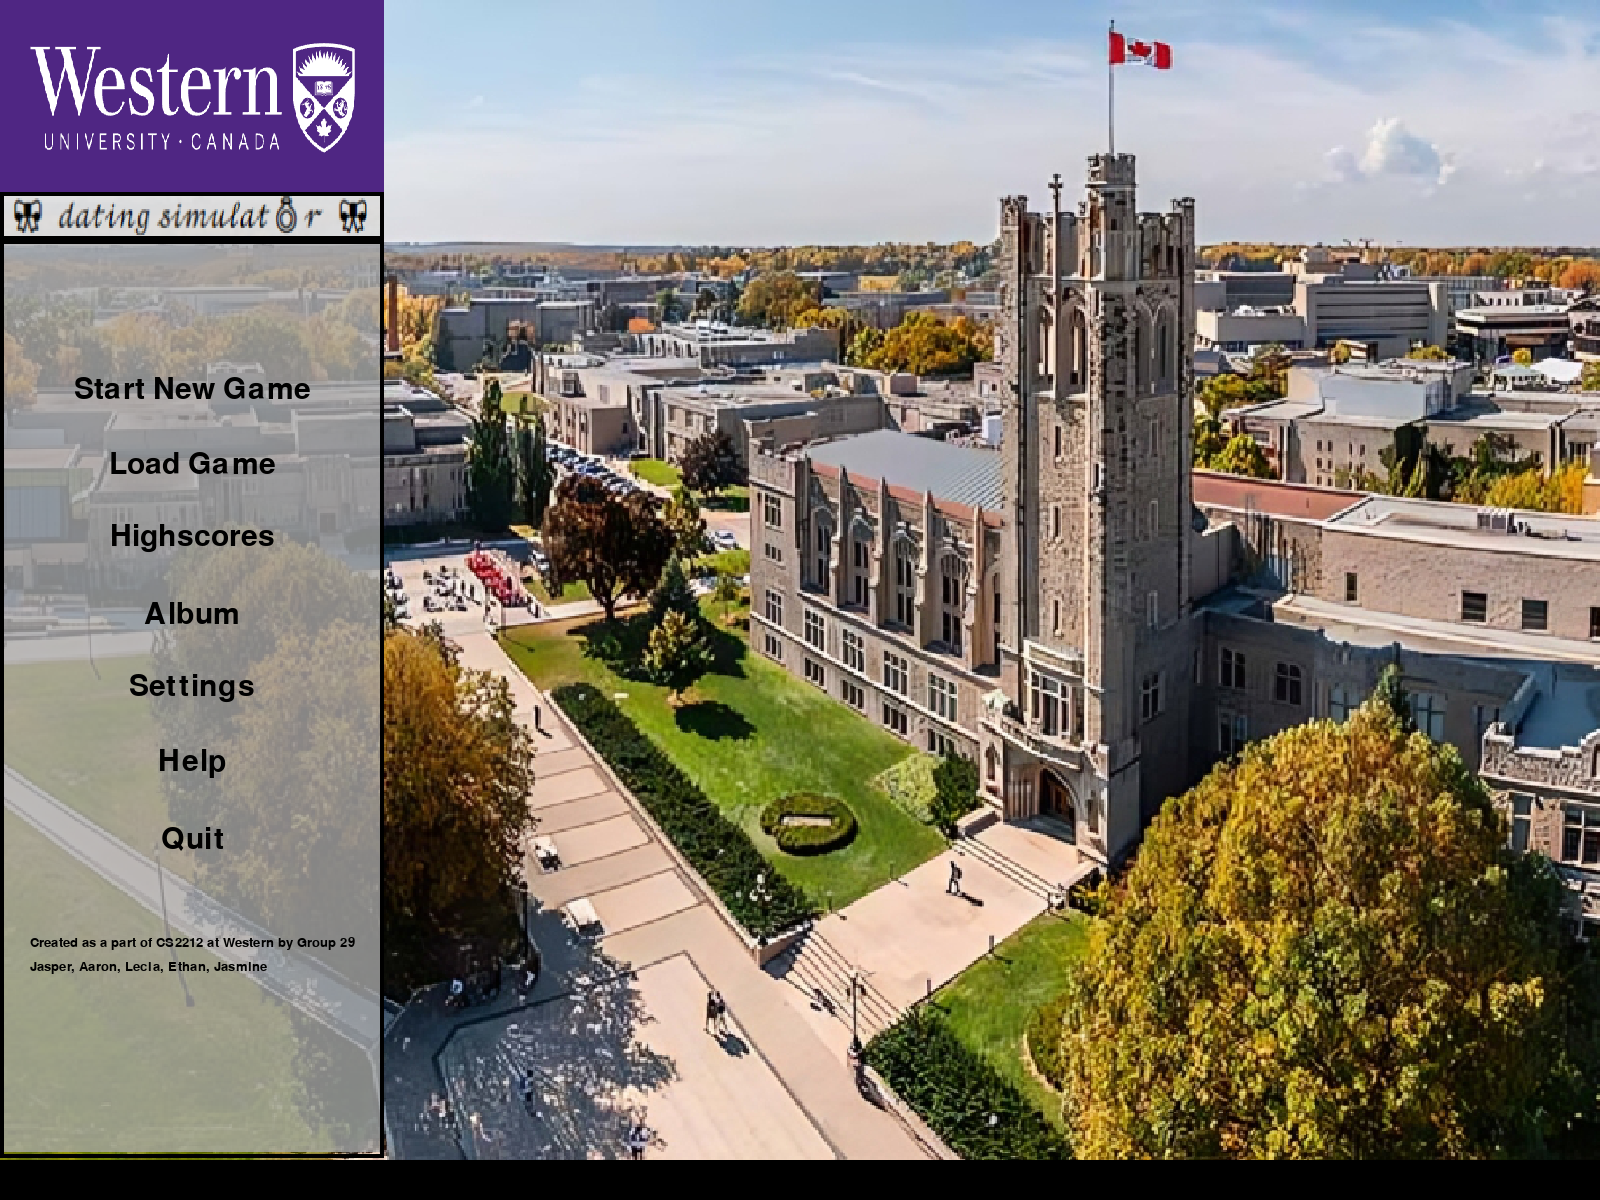 Western
UNIVERSITY · CANADA
dating simulator
Start New Game
Load Game
Highscores
Album
Settings
Help
Quit
Created as a part of CS2212 at Western by Group 29
Jasper, Aaron, Lecia, Ethan, Jasmine